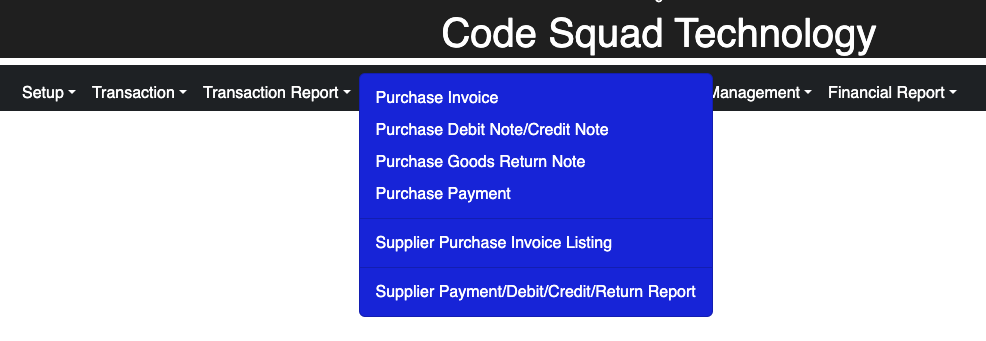 Code Squad Technology
Setup Transaction Transaction Report Management Financial Report
Purchase Invoice
Purchase Debit Note/Credit Note
Purchase Goods Return Note
Purchase Payment
Supplier Purchase Invoice Listing
Supplier Payment/Debit/Credit/Return Report